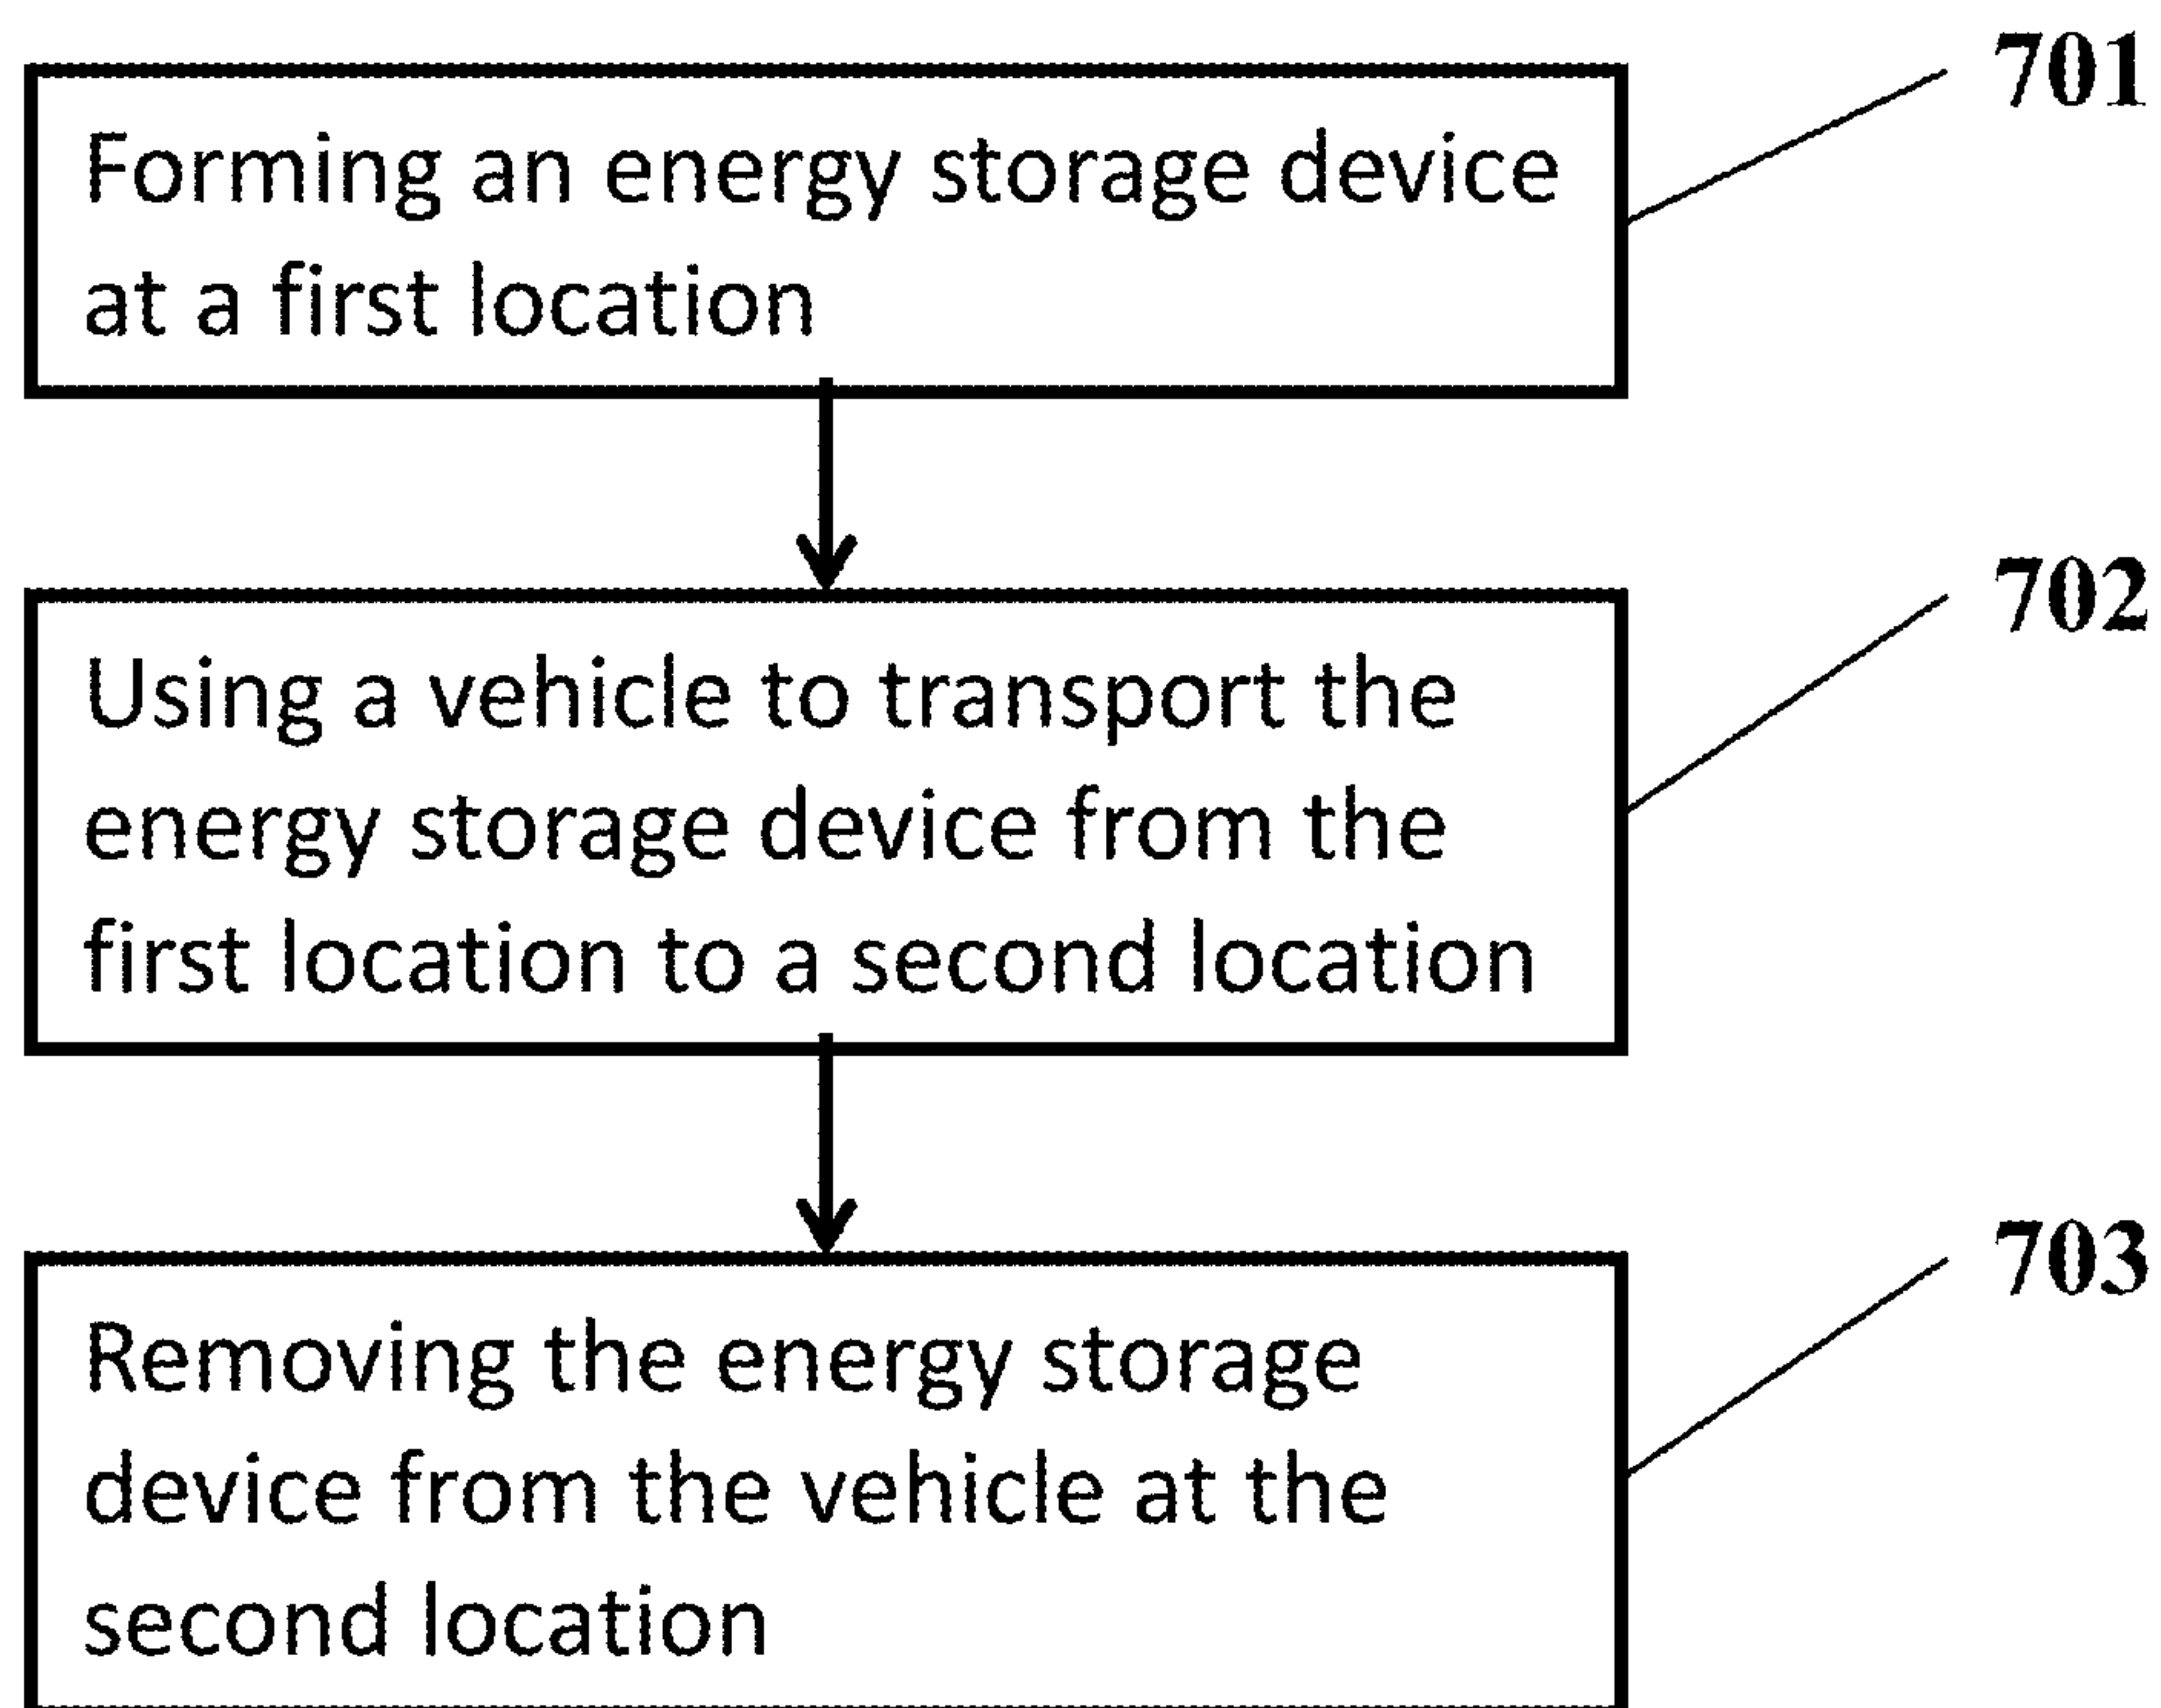 701
Forming an energy storage device
at a first location
702
Using a vehicle to transport the
energy storage device from the
first location to a second location
703
Removing the energy storage
device from the vehicle at the
second location